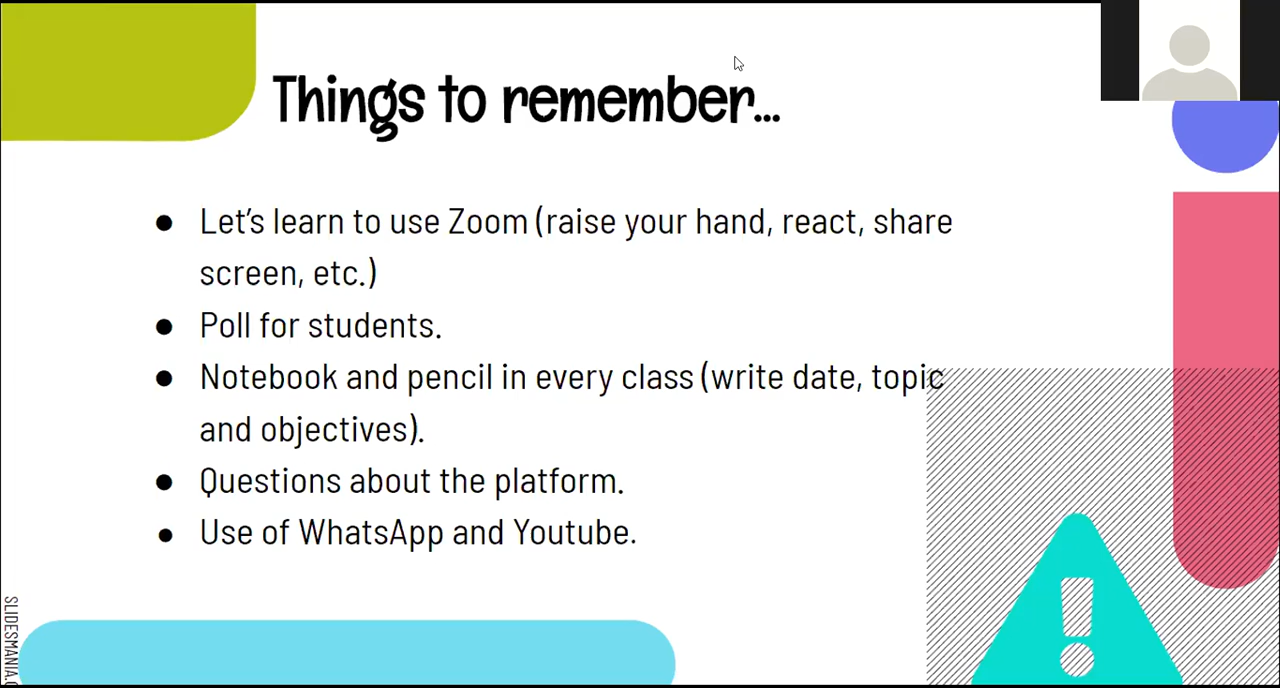 Things to remember...
● Let's learn to use Zoom (raise your hand, react, share
screen, etc.)
● Poll for students.
● Notebook and pencil in every class (write date, topic
and objectives).
● Questions about the platform.
● Use of WhatsApp and Youtube.
SLIDESMANIA.C